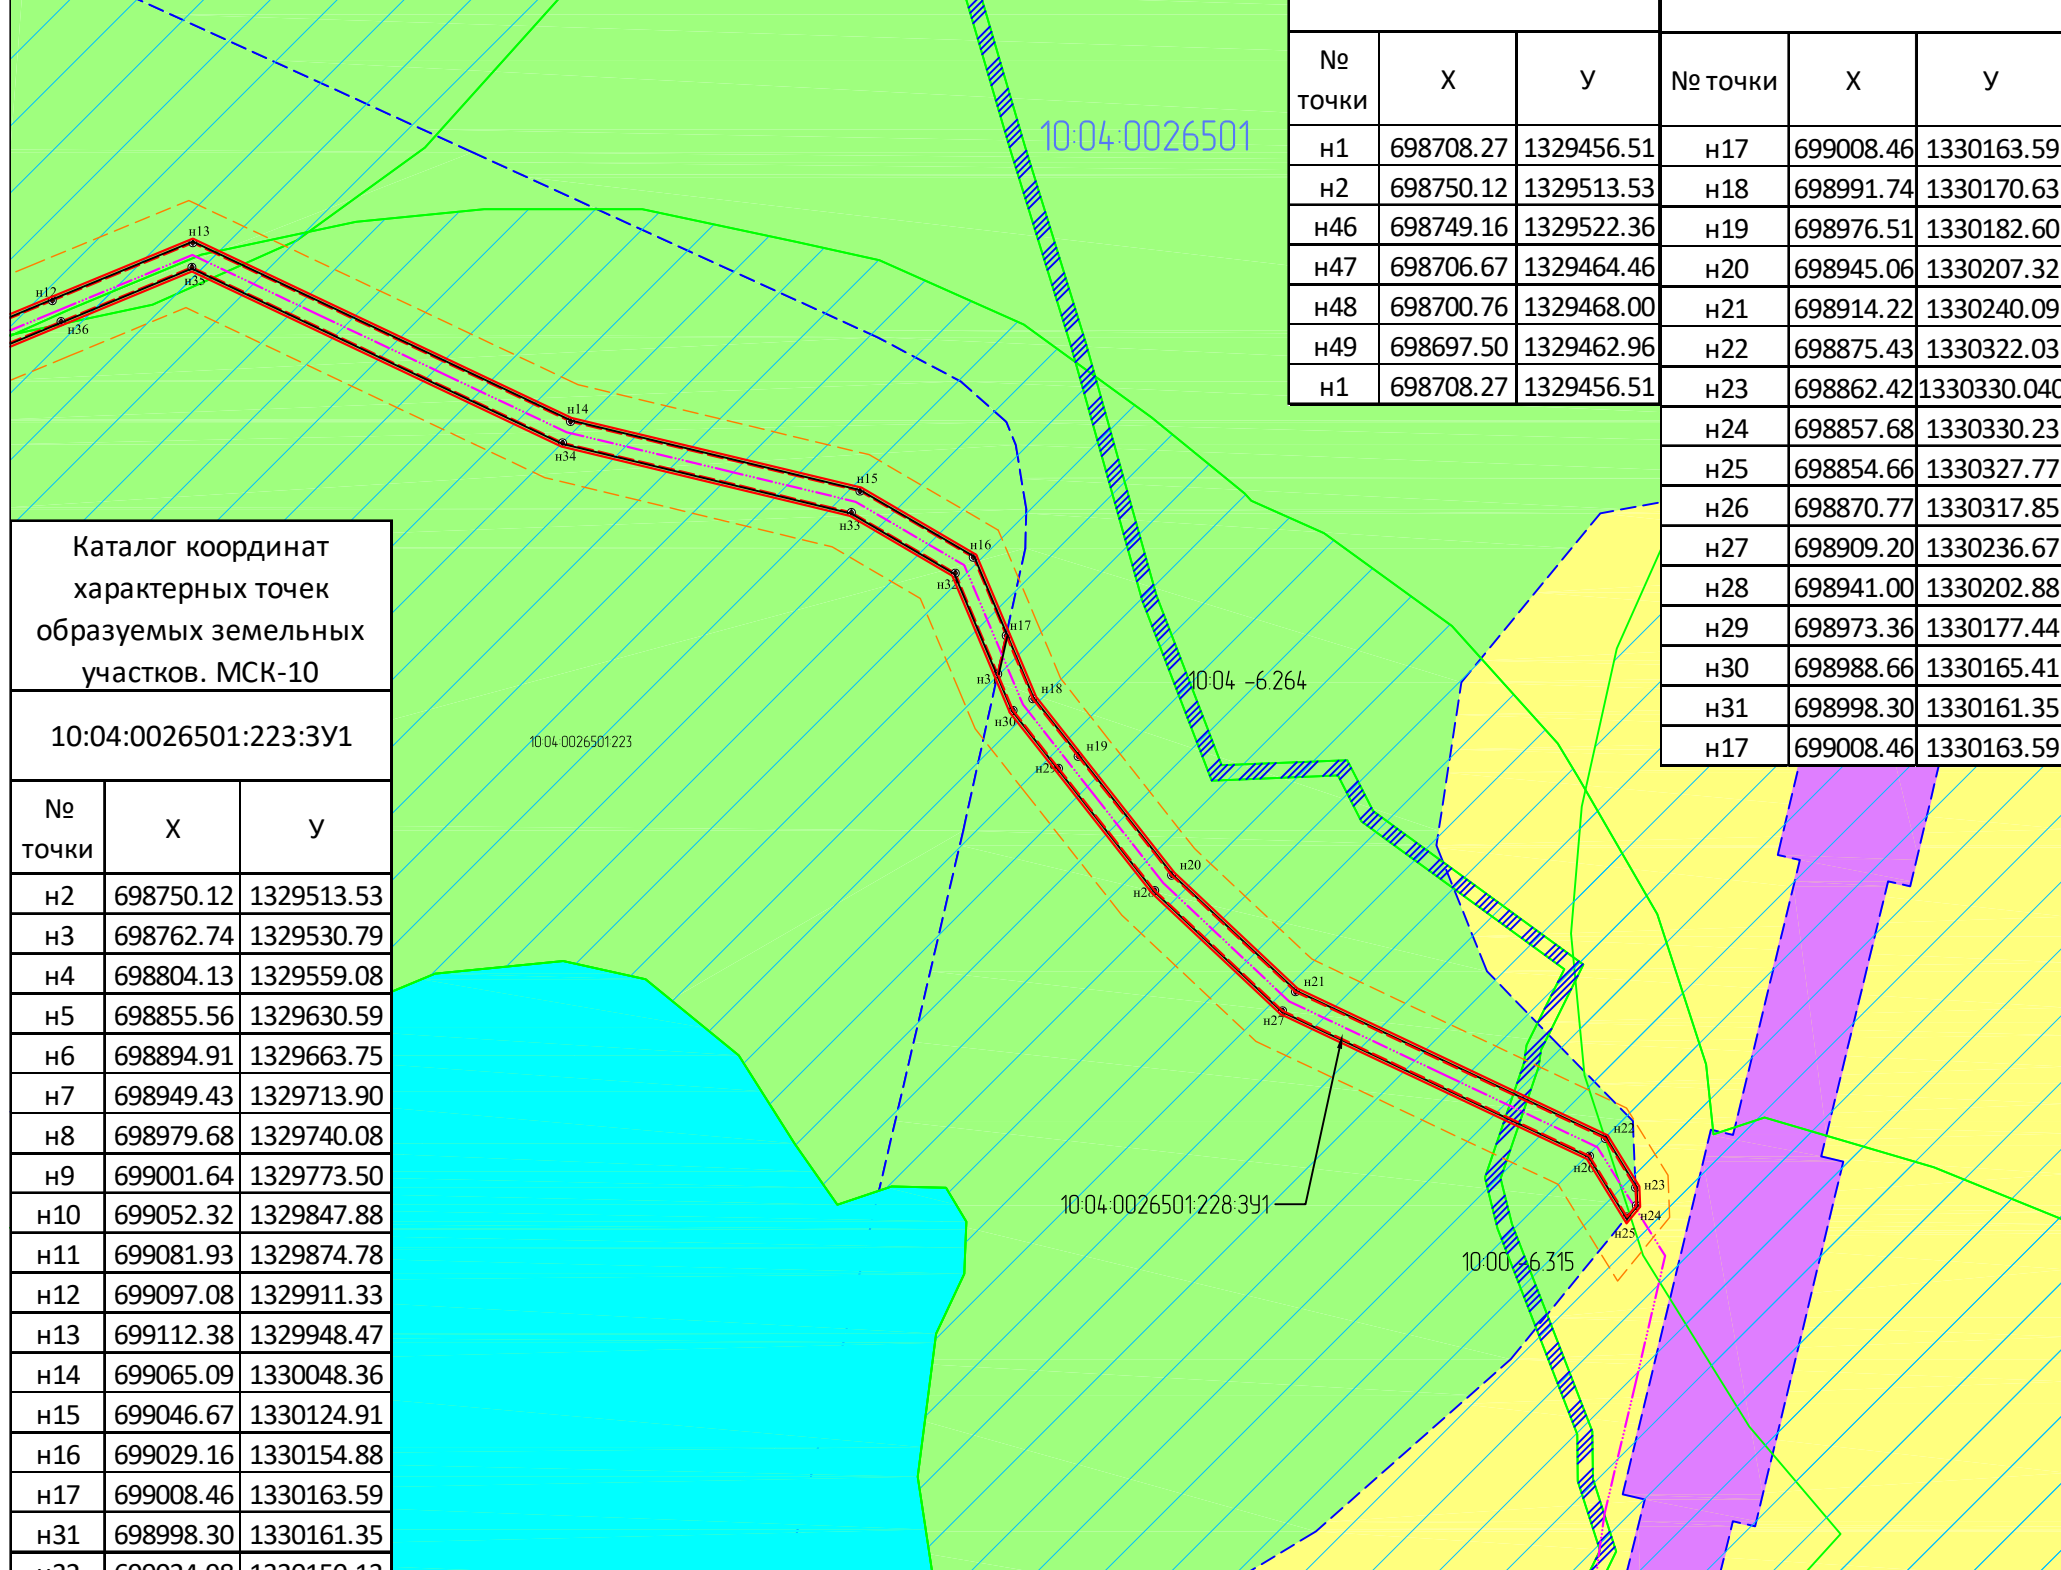 № точки X У
н1 698708.27 1329456.51
н2 698750.12 1329513.53
н46 698749.16 1329522.36
н47 698706.67 1329464.46
н48 698700.76 1329468.00
н49 698697.50 1329462.96
н1 698708.27 1329456.51
№ точки X У
н17 699008.46 1330163.59
н18 698991.74 1330170.63
н19 698976.51 1330182.60
н20 698945.06 1330207.32
н21 698914.22 1330240.09
н22 698875.43 1330322.03
н23 698862.42 1330330.040
н24 698857.68 1330330.23
н25 698854.66 1330327.77
н26 698870.77 1330317.85
н27 698909.20 1330236.67
н28 698941.00 1330202.88
н29 698973.36 1330177.44
н30 698988.66 1330165.41
н31 698998.30 1330161.35
н17 699008.46 1330163.59
10:04:0026501
н13
н35
н12
н36
н14
н34
н15
н33
н16
н32
н17
н3
н18
н30
н19
н29
н20
н28
н21
н27
н22
н26
н23
н24
н25
10:04 -6.264
10:04:0026501:223
10:04:0026501:228:ЗУ1
10:00 -6.315
Каталог координат
характерных точек
образуемых земельных
участков. МСК-10
10:04:0026501:223:ЗУ1
№ точки X У
н2 698750.12 1329513.53
н3 698762.74 1329530.79
н4 698804.13 1329559.08
н5 698855.56 1329630.59
н6 698894.91 1329663.75
н7 698949.43 1329713.90
н8 698979.68 1329740.08
н9 699001.64 1329773.50
н10 699052.32 1329847.88
н11 699081.93 1329874.78
н12 699097.08 1329911.33
н13 699112.38 1329948.47
н14 699065.09 1330048.36
н15 699046.67 1330124.91
н16 699029.16 1330154.88
н17 699008.46 1330163.59
н31 698998.30 1330161.35